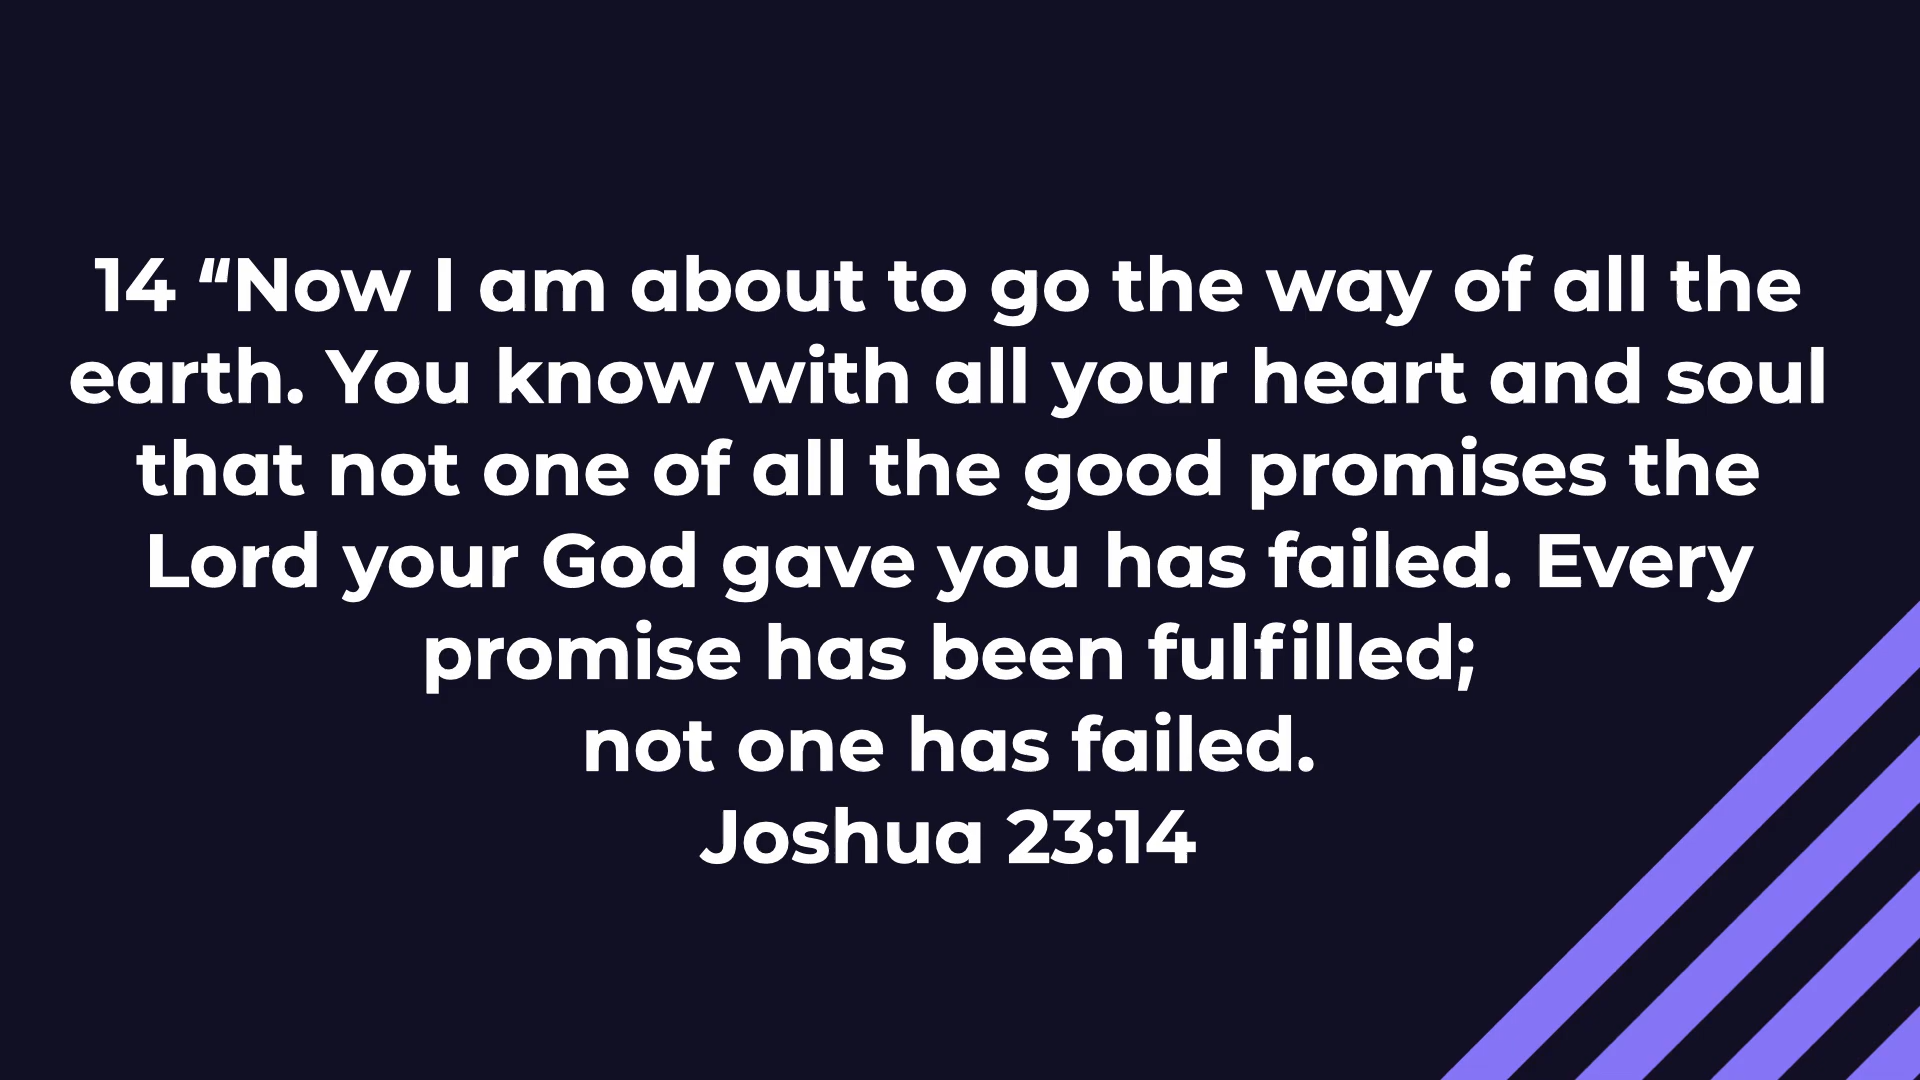 14 “Now I am about to go the way of all the
earth. You know with all your heart and soul
that not one of all the good promises the
Lord your God gave you has failed. Every
promise has been fulfilled;
not one has failed.
Joshua 23:14